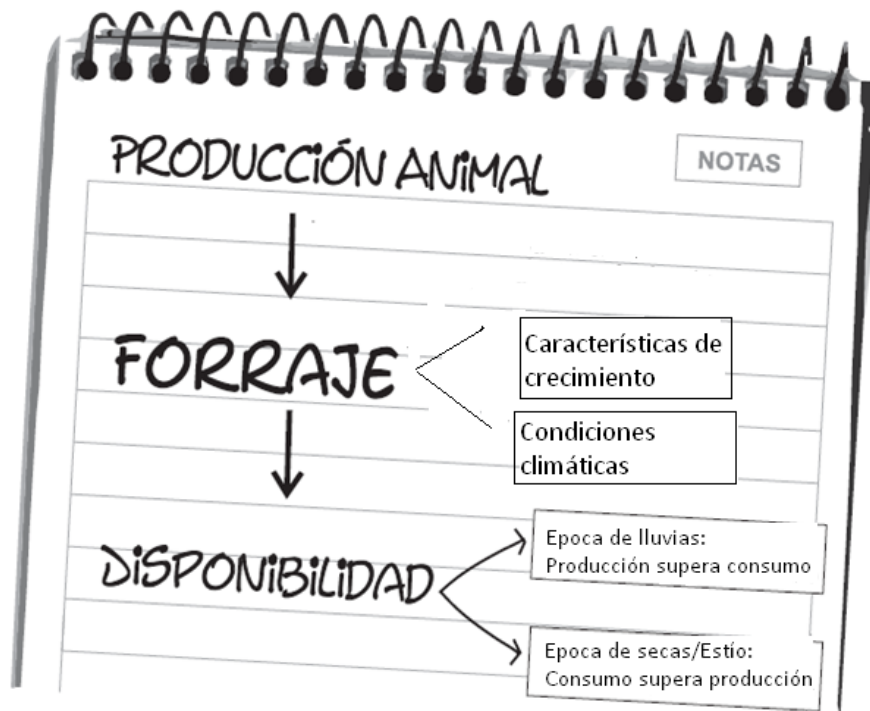 PRODUCCIÓN ANIMAL
NOTAS
FORRAJE
Características de
crecimiento
Condiciones
climáticas
DISPONIBILIDAD
Epoca de lluvias:
Producción supera consumo
Epoca de secas/Estío:
Consumo supera producción